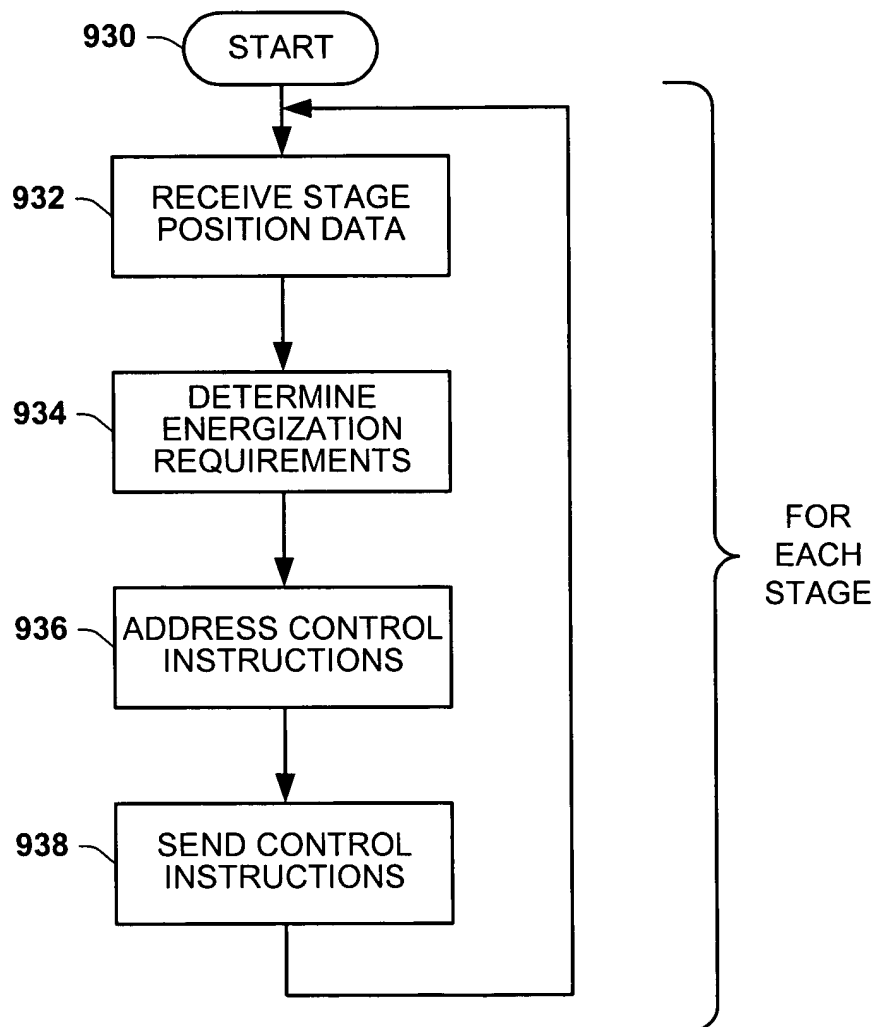 930
START
932
RECEIVE STAGE
POSITION DATA
934
DETERMINE
ENERGIZATION
REQUIREMENTS
936
ADDRESS CONTROL
INSTRUCTIONS
938
SEND CONTROL
INSTRUCTIONS
FOR
EACH
STAGE